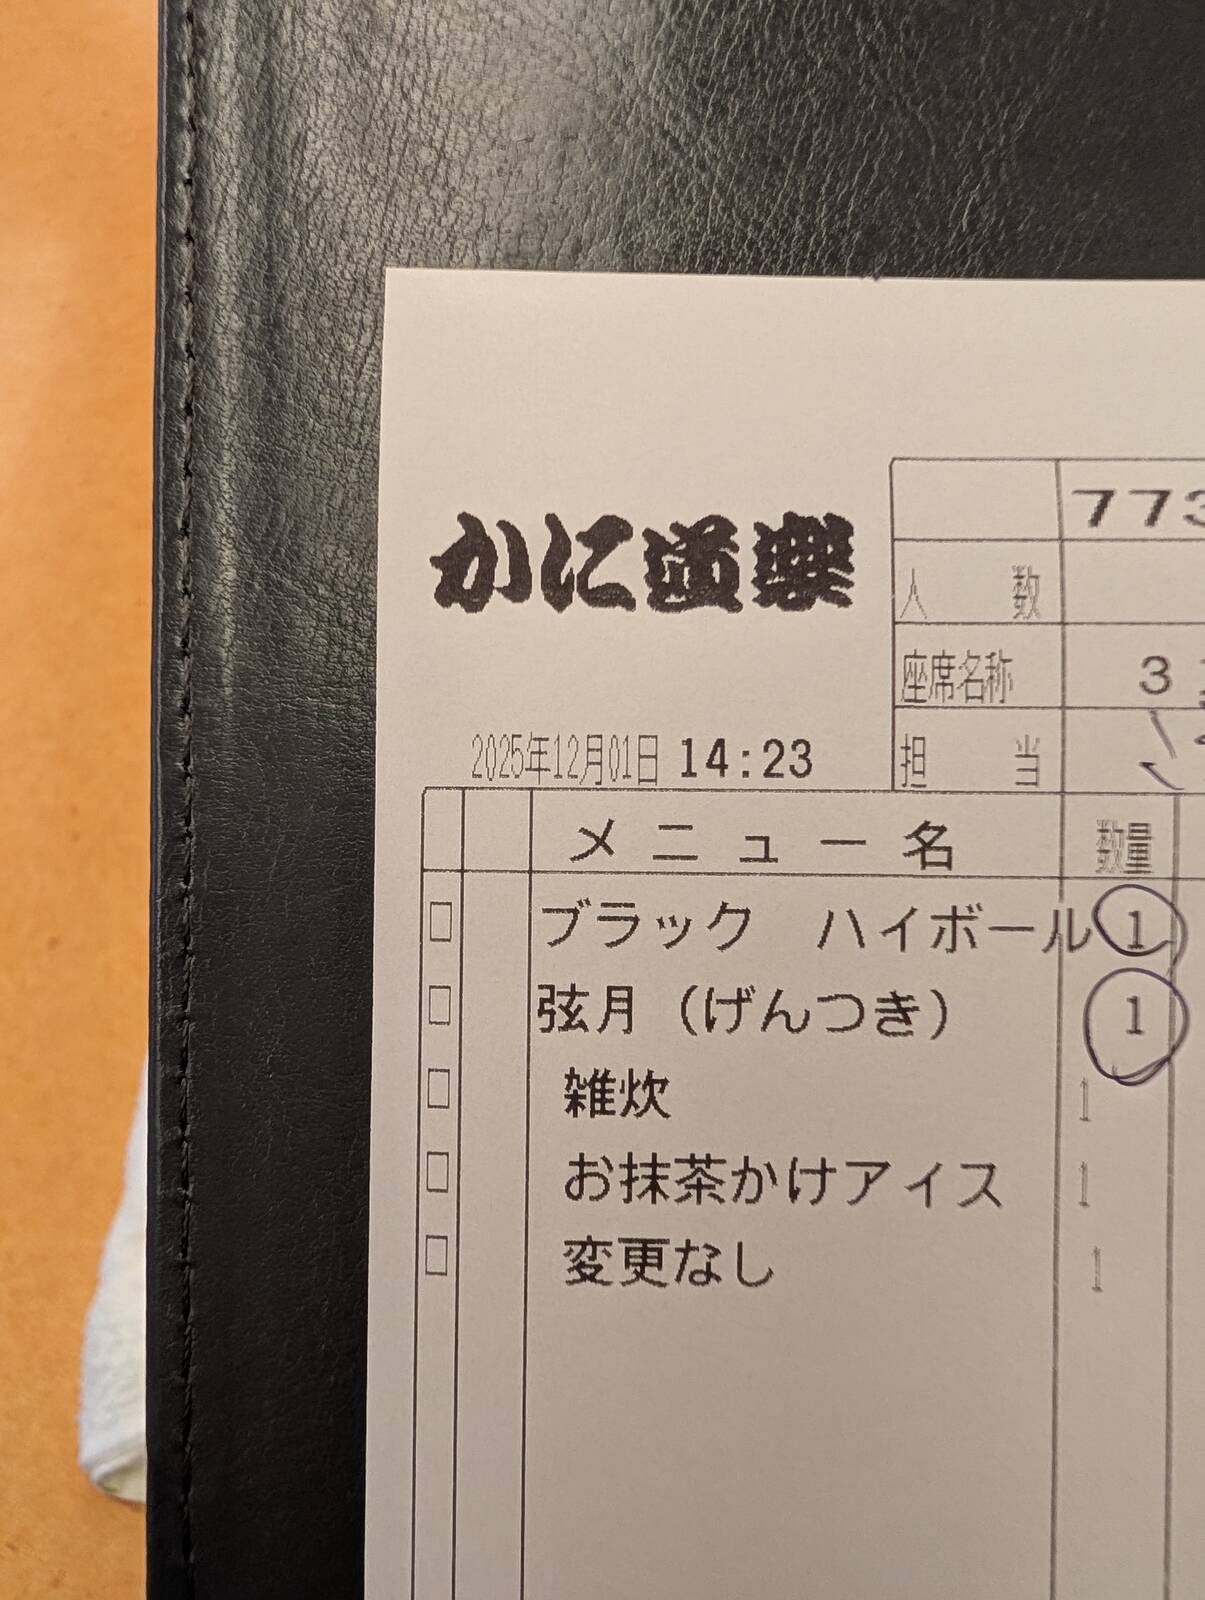 かに道楽
773
人数
座席名称 3
担当
2025年12月01日 14:23
メニュー名 数量
□ ブラック ハイボール 1
□ 弦月（げんつき） 1
□ 雑炊 1
□ お抹茶かけアイス 1
□ 変更なし 1